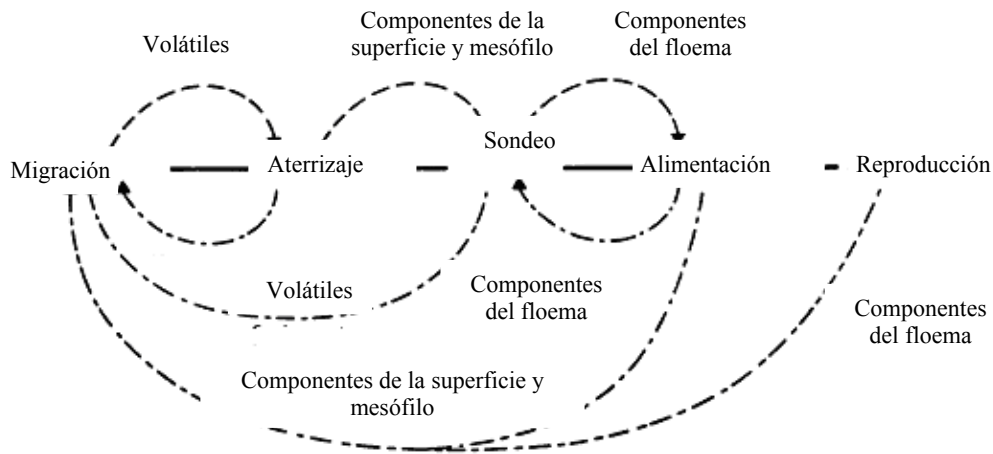 Volátiles
Componentes de la
superficie y mesófilo
Componentes
del floema
Migración
Aterrizaje
Sondeo
Alimentación
Reproducción
Volátiles
Componentes
del floema
Componentes
del floema
Componentes de la superficie y
mesófilo